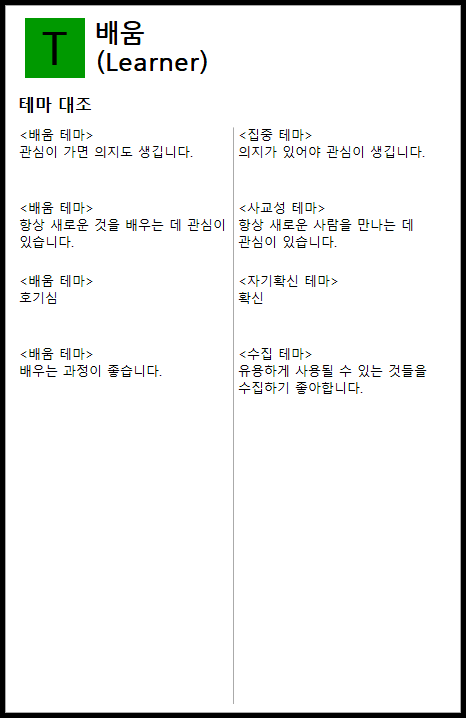 T
배움
(Learner)
테마 대조
<배움 테마>
관심이 가면 의지도 생깁니다.
<집중 테마>
의지가 있어야 관심이 생깁니다.
<배움 테마>
항상 새로운 것을 배우는 데 관심이
있습니다.
<사교성 테마>
항상 새로운 사람을 만나는 데
관심이 있습니다.
<배움 테마>
호기심
<자기확신 테마>
확신
<배움 테마>
배우는 과정이 좋습니다.
<수집 테마>
유용하게 사용될 수 있는 것들을
수집하기 좋아합니다.